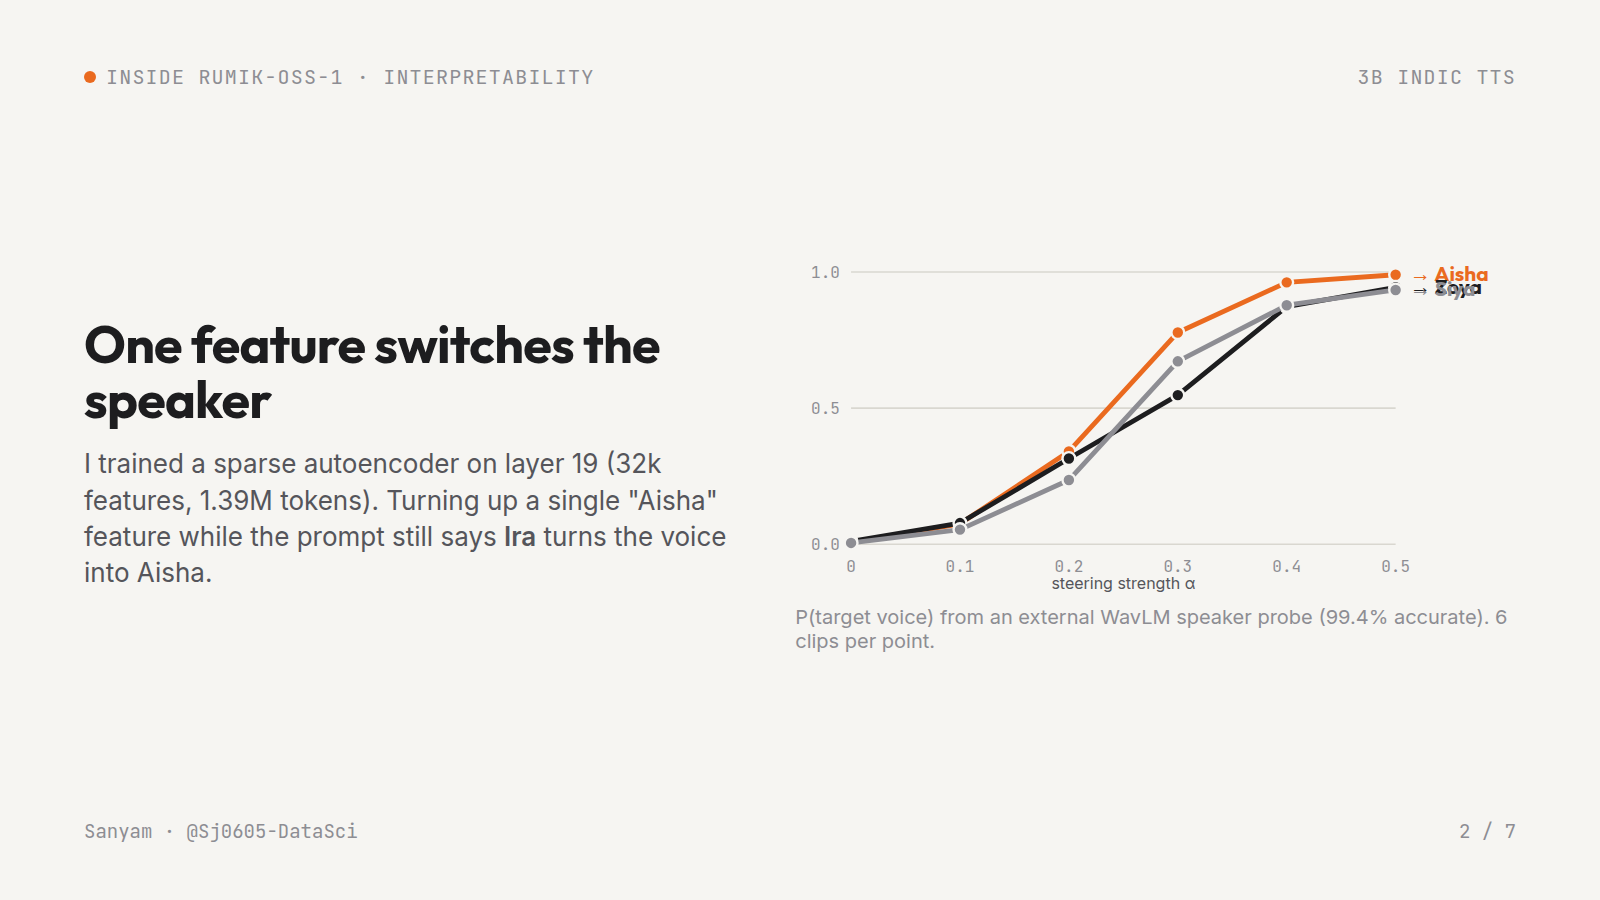 INSIDE RUMIK-OSS-1 · INTERPRETABILITY
3B INDIC TTS
One feature switches the
speaker
I trained a sparse autoencoder on layer 19 (32k
features, 1.39M tokens). Turning up a single "Aisha"
feature while the prompt still says Ira turns the voice
into Aisha.
1.0
0.5
0.0
0 0.1 0.2 0.3 0.4 0.5
steering strength α
→ Aisha
P(target voice) from an external WavLM speaker probe (99.4% accurate). 6
clips per point.
Sanyam · @Sj0605-DataSci
2 / 7